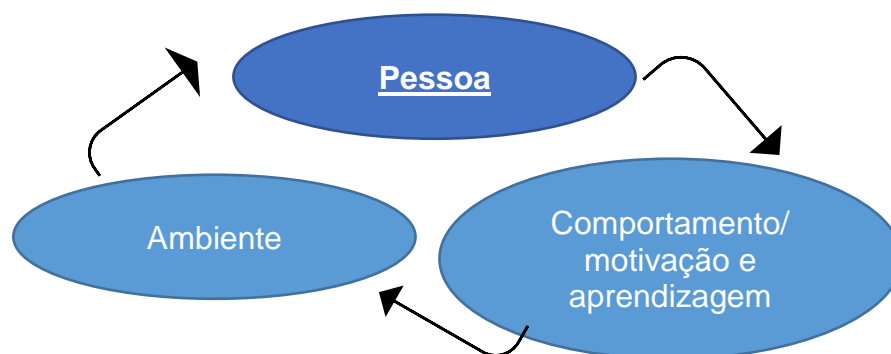 Pessoa
Ambiente
Comportamento/
motivação e
aprendizagem